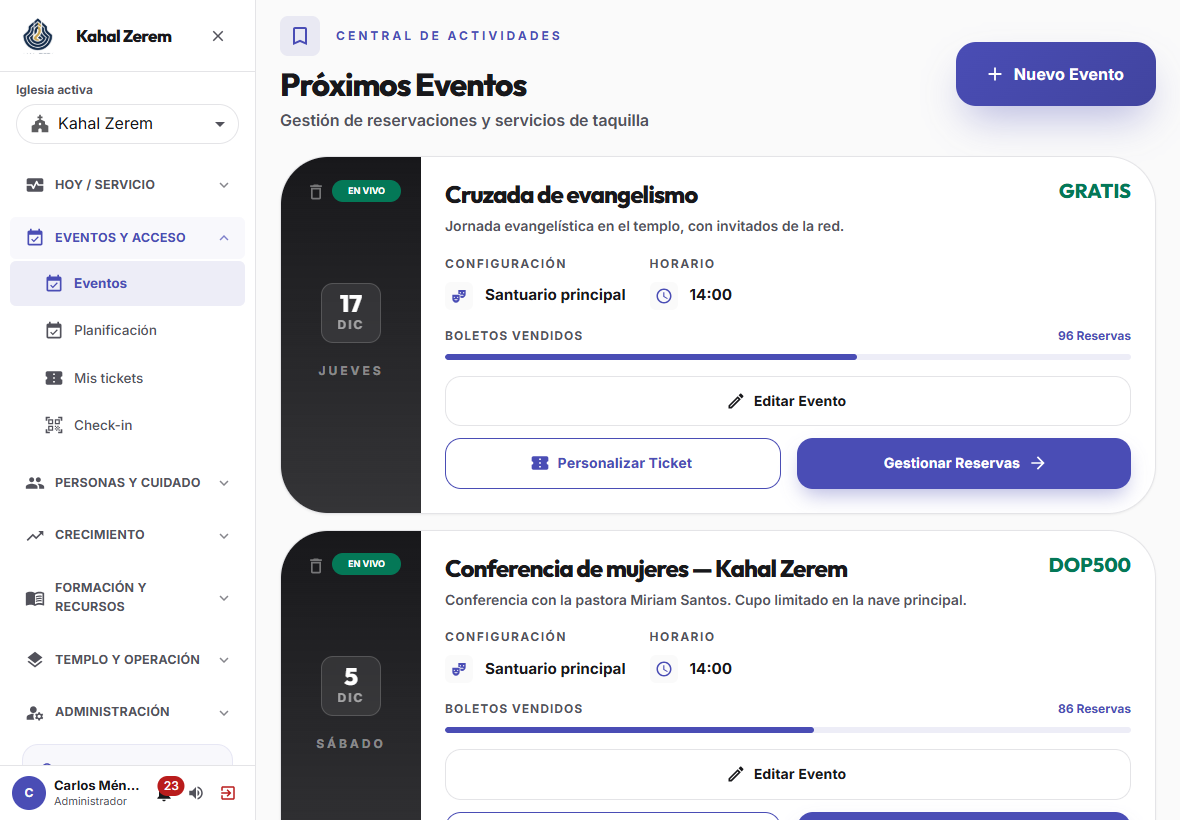 Kahal Zerem
Iglesia activa
Kahal Zerem
HOY / SERVICIO
EVENTOS Y ACCESO
Eventos
Planificación
Mis tickets
Check-in
PERSONAS Y CUIDADO
CRECIMIENTO
FORMACIÓN Y
RECURSOS
TEMPLO Y OPERACIÓN
ADMINISTRACIÓN
C
Carlos Mén...
Administrador
23
CENTRAL DE ACTIVIDADES
Próximos Eventos
Gestión de reservaciones y servicios de taquilla
Nuevo Evento
EN VIVO
17
DIC
JUEVES
Cruzada de evangelismo
GRATIS
Jornada evangelística en el templo, con invitados de la red.
CONFIGURACIÓN
HORARIO
Santuario principal
14:00
BOLETOS VENDIDOS
96 Reservas
Editar Evento
Personalizar Ticket
Gestionar Reservas
EN VIVO
5
DIC
SÁBADO
Conferencia de mujeres — Kahal Zerem
DOP500
Conferencia con la pastora Miriam Santos. Cupo limitado en la nave principal.
CONFIGURACIÓN
HORARIO
Santuario principal
14:00
BOLETOS VENDIDOS
86 Reservas
Editar Evento